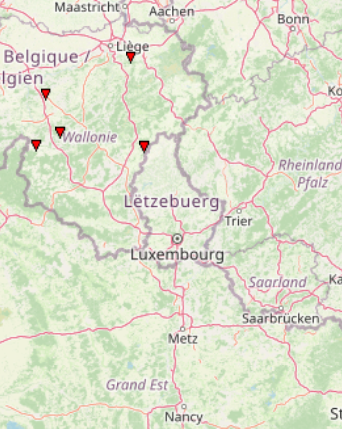 Maastricht
Aachen
Bonn
Liège
Belgique /
lgien
Ko
Wallonie
Rheinland-
Pfalz
Lëtzebuerg
Trier
Luxembourg
Saarland
Ka
Saarbrücken
Metz
Grand Est
Nancy
St